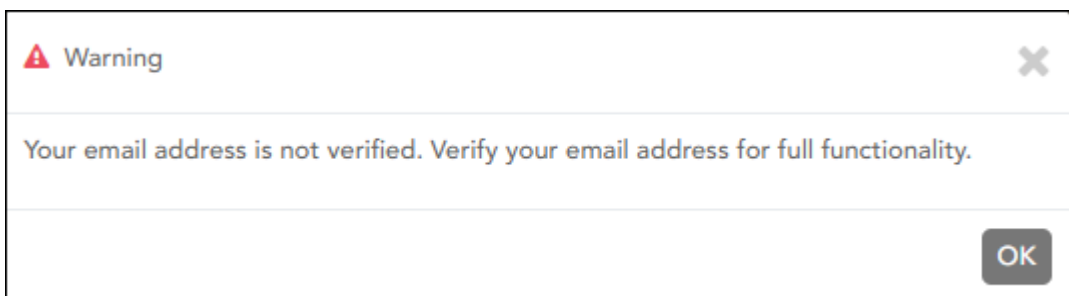 Warning
Your email address is not verified. Verify your email address for full functionality.
OK